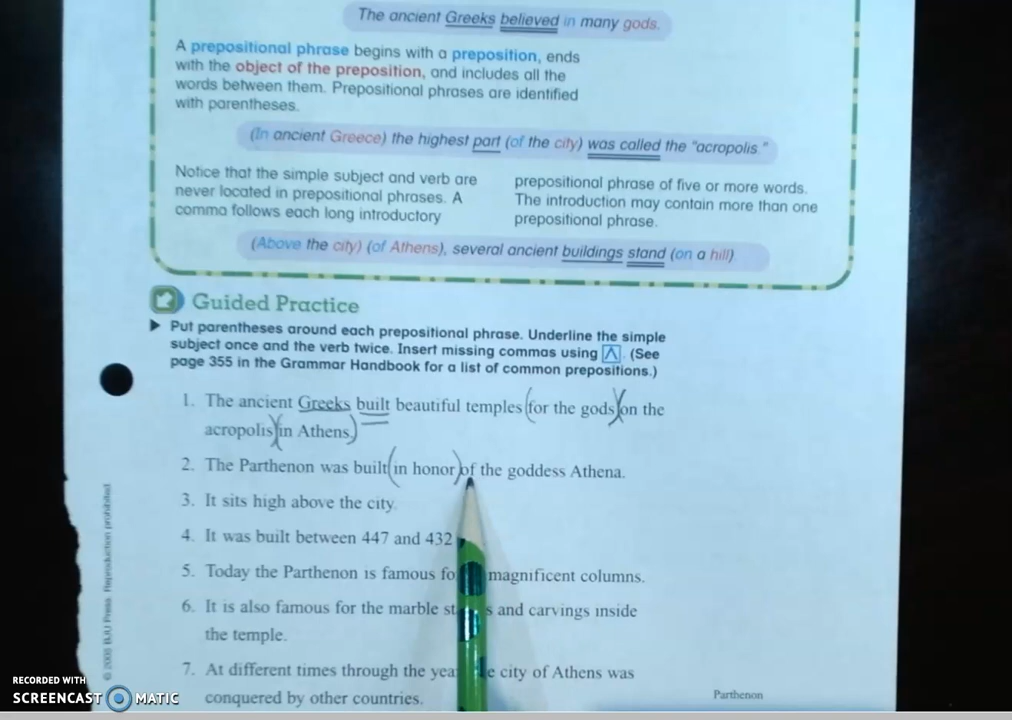 The ancient Greeks believed in many gods.
A prepositional phrase begins with a preposition, ends
with the object of the preposition, and includes all the
words between them. Prepositional phrases are identified
with parentheses.
(In ancient Greece) the highest part (of the city) was called the "acropolis."
Notice that the simple subject and verb are
never located in prepositional phrases. A
comma follows each long introductory
prepositional phrase of five or more words.
The introduction may contain more than one
prepositional phrase.
(Above the city) (of Athens), several ancient buildings stand (on a hill)
Guided Practice
Put parentheses around each prepositional phrase. Underline the simple
subject once and the verb twice. Insert missing commas using ∧. (See
page 355 in the Grammar Handbook for a list of common prepositions.)
1. The ancient Greeks built beautiful temples (for the gods)(on the
acropolis)(in Athens)
2. The Parthenon was built (in honor) of the goddess Athena.
3. It sits high above the city.
4. It was built between 447 and 432
5. Today the Parthenon is famous magnificent columns.
6. It is also famous for the marble and carvings inside
the temple.
7. At different times through the city of Athens was
conquered by other countries.
Parthenon
© 2008 BJU Press. Reproduction prohibited
RECORDED WITH
SCREENCAST MATIC